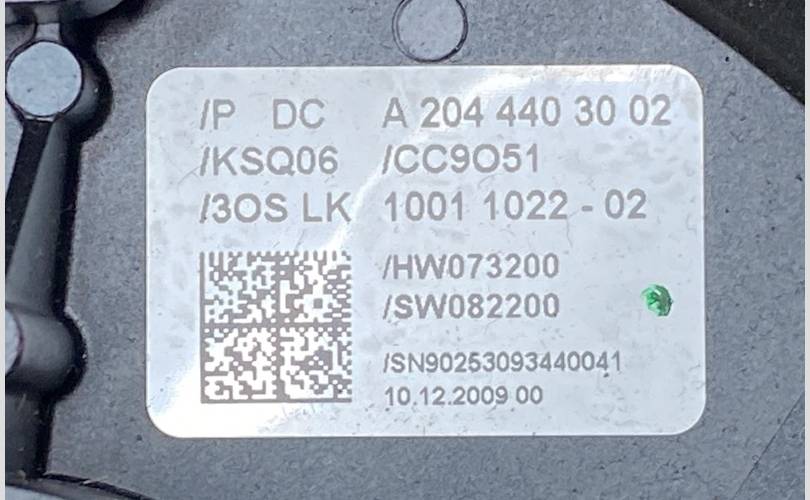 /P DC A 204 440 30 02
/KSQ06 /CC9O51
/3OS LK 1001 1022 - 02
/HW073200
/SW082200
/SN90253093440041
10.12.2009 00